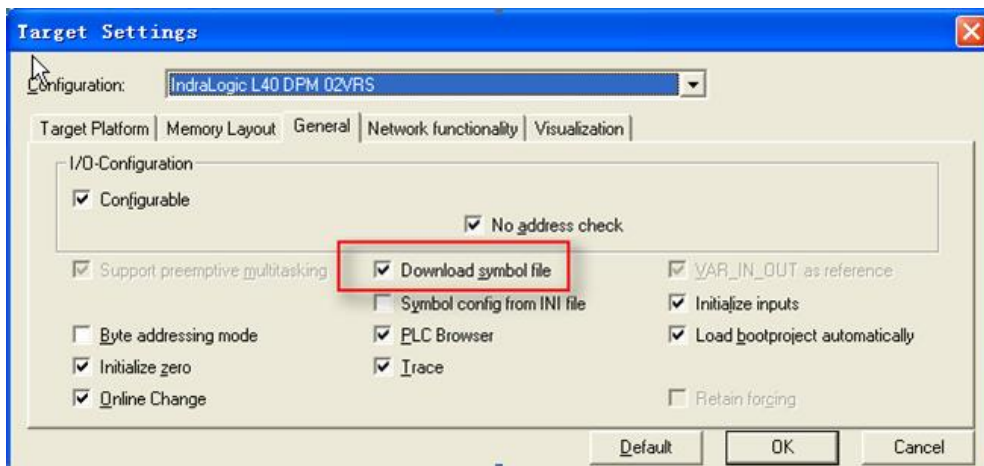 Target Settings
Configuration: IndraLogic L40 DPM 02VRS
Target Platform Memory Layout General Network functionality Visualization
I/O-Configuration
Configurable
No address check
Support preemptive multitasking Download symbol file VAR_IN_OUT as reference
Symbol config from INI file Initialize inputs
Byte addressing mode PLC Browser Load bootproject automatically
Initialize zero Trace
Online Change Retain forcing
Default OK Cancel